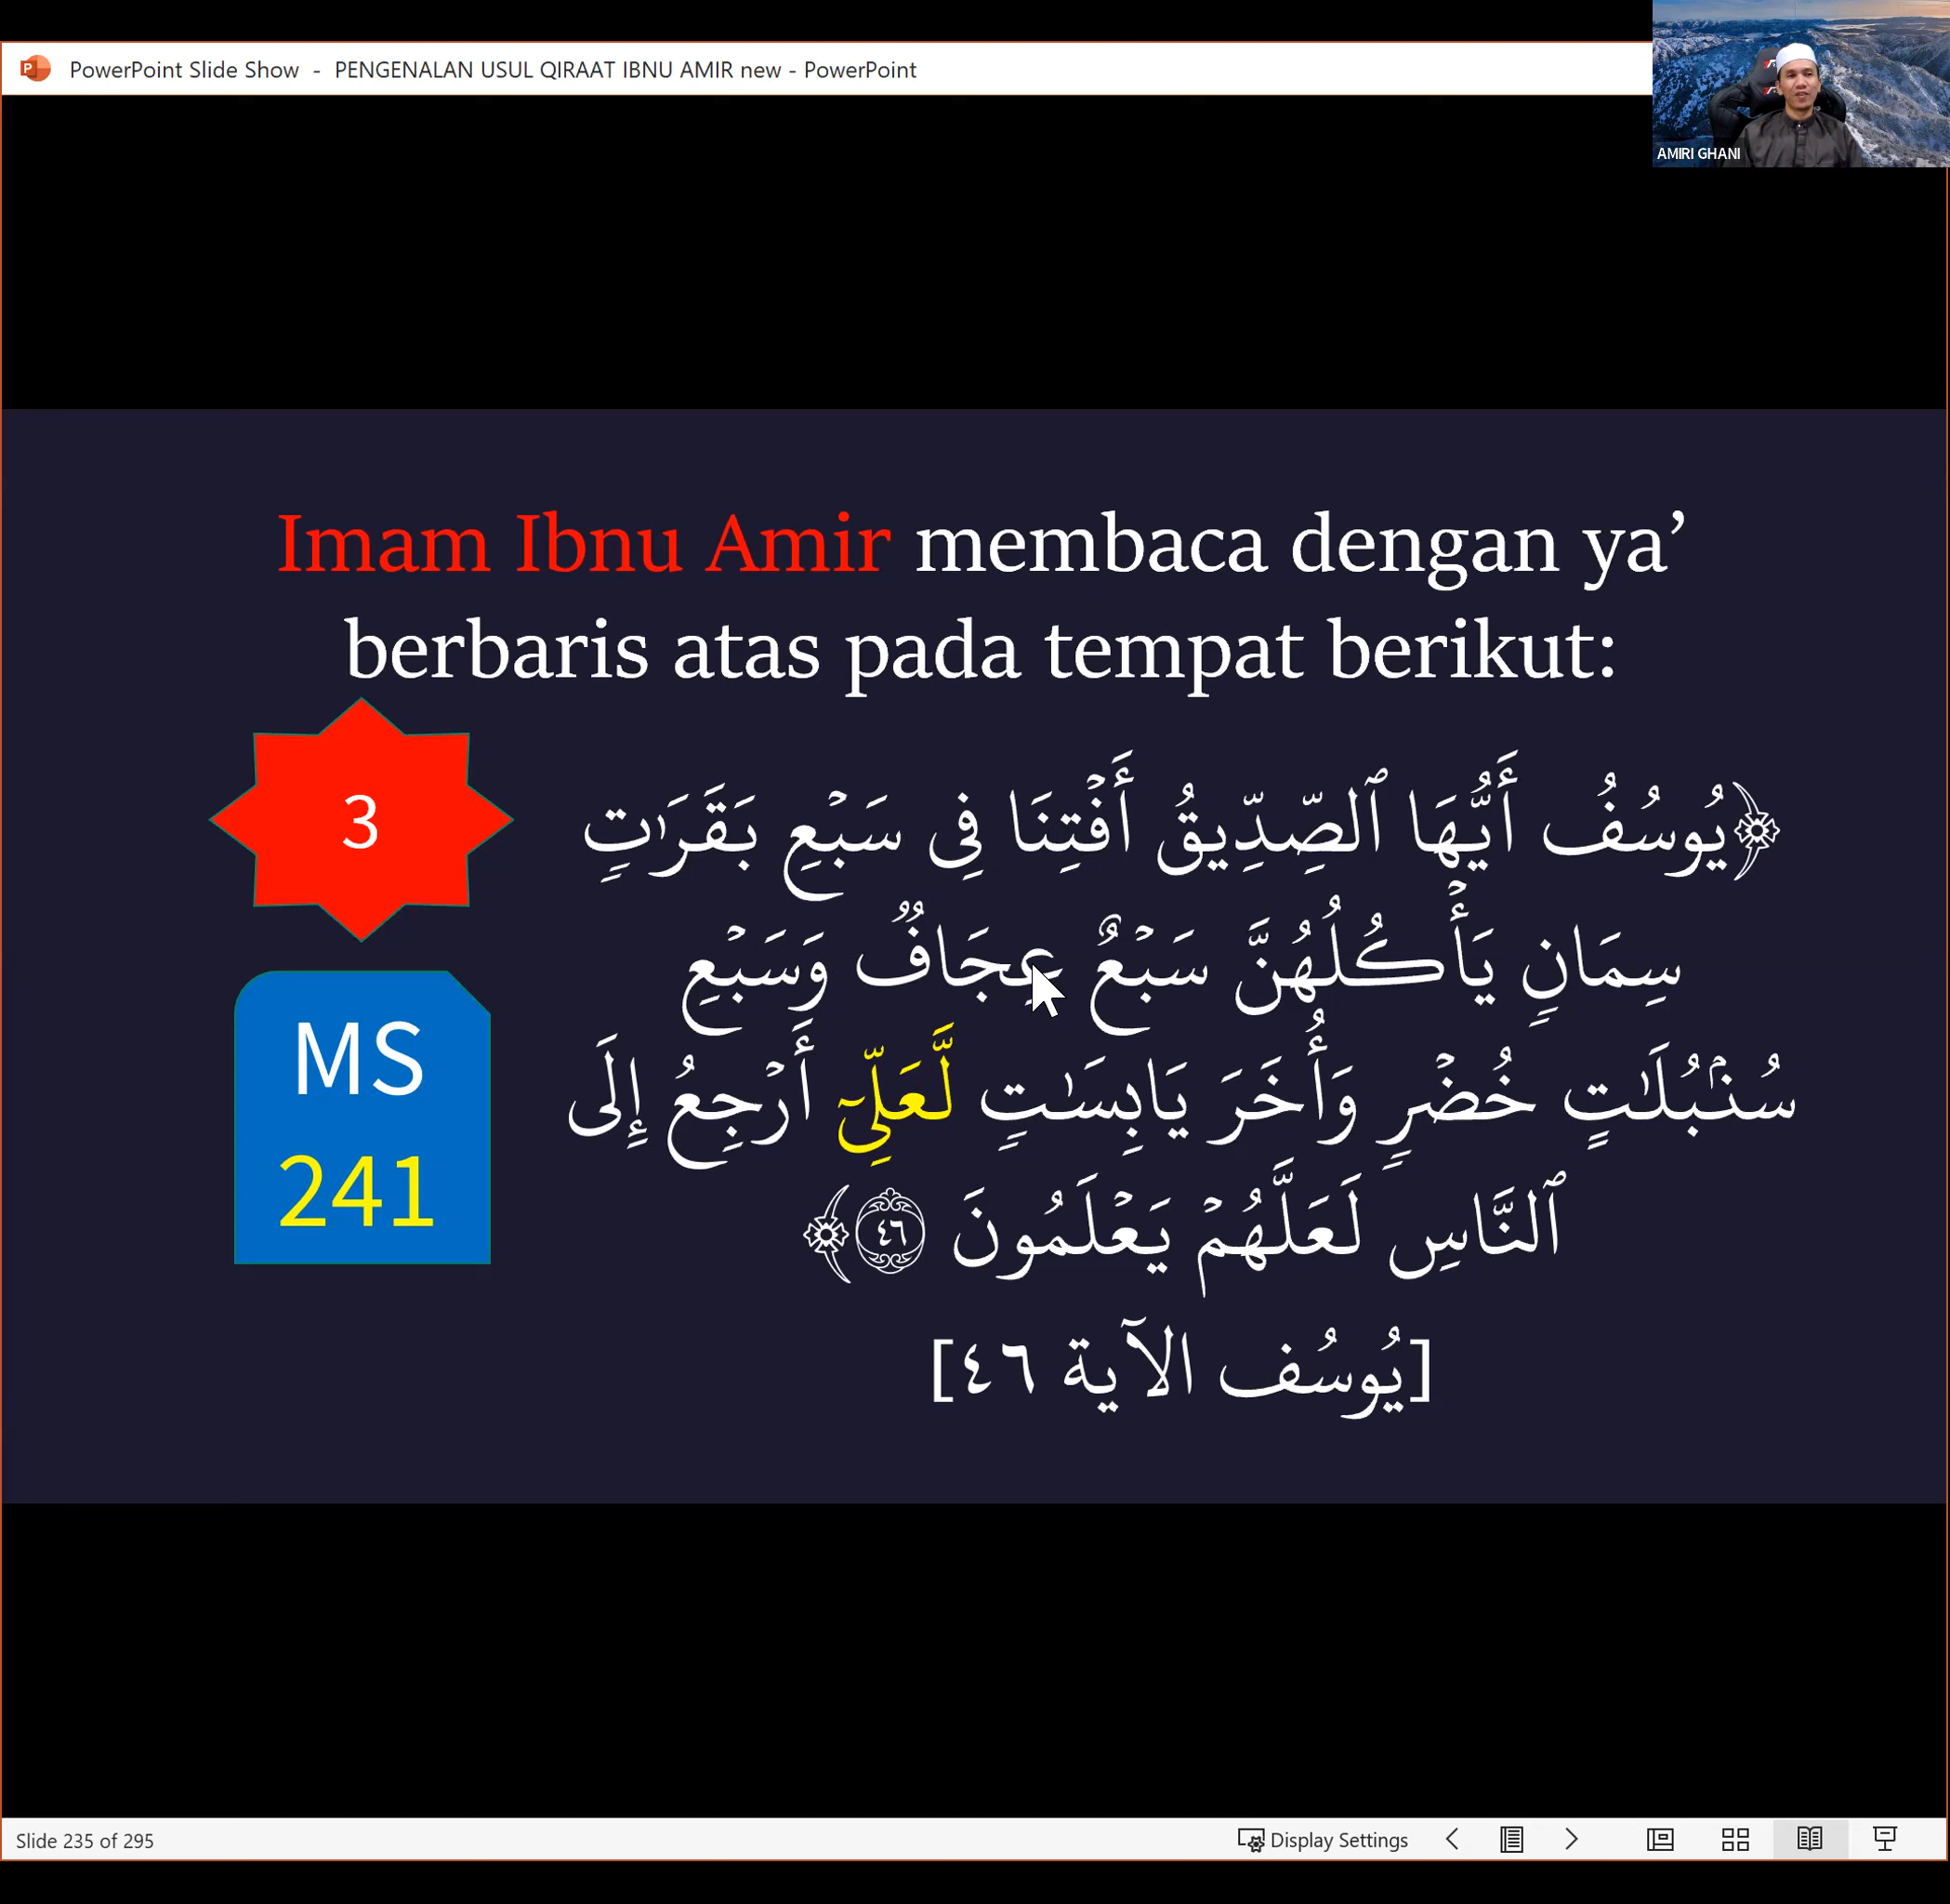 PowerPoint Slide Show - PENGENALAN USUL QIRAAT IBNU AMIR new - PowerPoint
AMIRI GHANI
Imam Ibnu Amir membaca dengan ya’
berbaris atas pada tempat berikut:
3
MS
241
﴿يُوسُفُ أَيُّهَا ٱلصِّدِّيقُ أَفۡتِنَا فِي سَبۡعِ بَقَرَٰتٖ
سِمَانٖ يَأۡكُلُهُنَّ سَبۡعٌ عِجَافٞ وَسَبۡعِ
سُنۢبُلَٰتٍ خُضۡرٖ وَأُخَرَ يَابِسَٰتٖ لَّعَلِّيٓ أَرۡجِعُ إِلَى
ٱلنَّاسِ لَعَلَّهُمۡ يَعۡلَمُونَ ٤٦﴾
[يُوسُف الآية ٤٦]
Slide 235 of 295
Display Settings